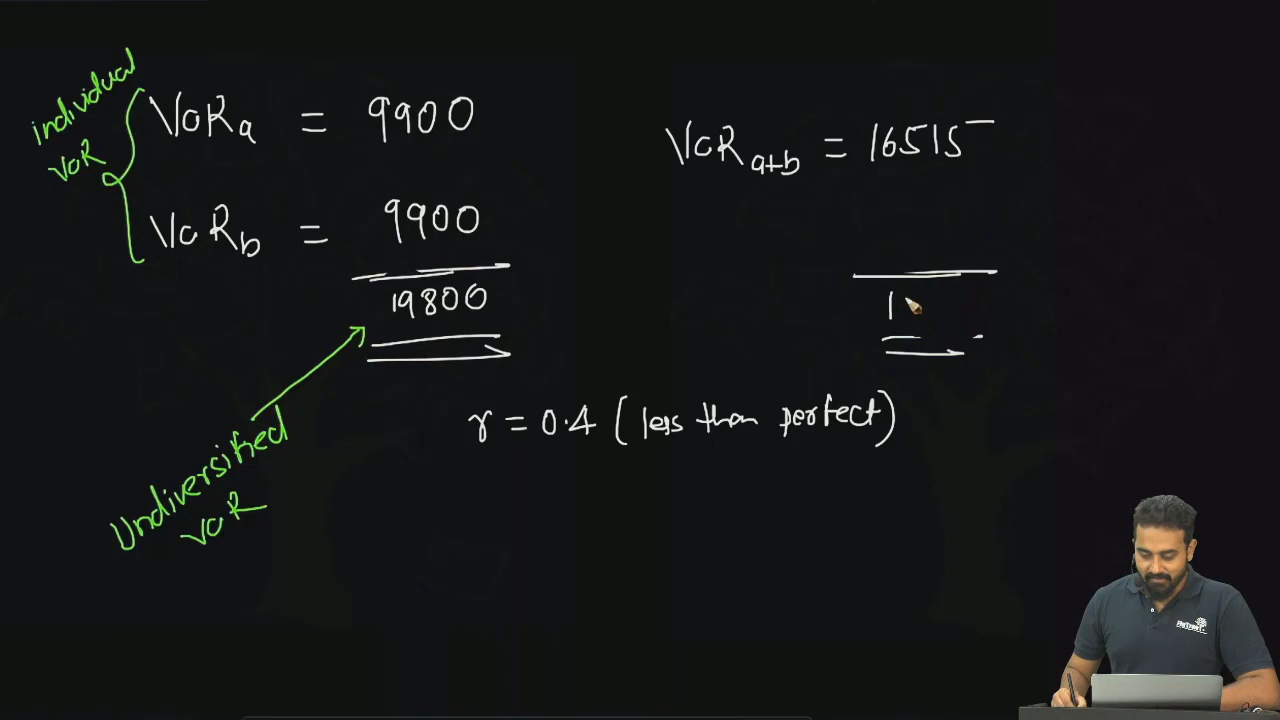 individual
VaR
VaRa = 9900
VaRb = 9900
19800
VaRa+b = 16515
1
r = 0.4 (less than perfect)
Undiversified
VaR